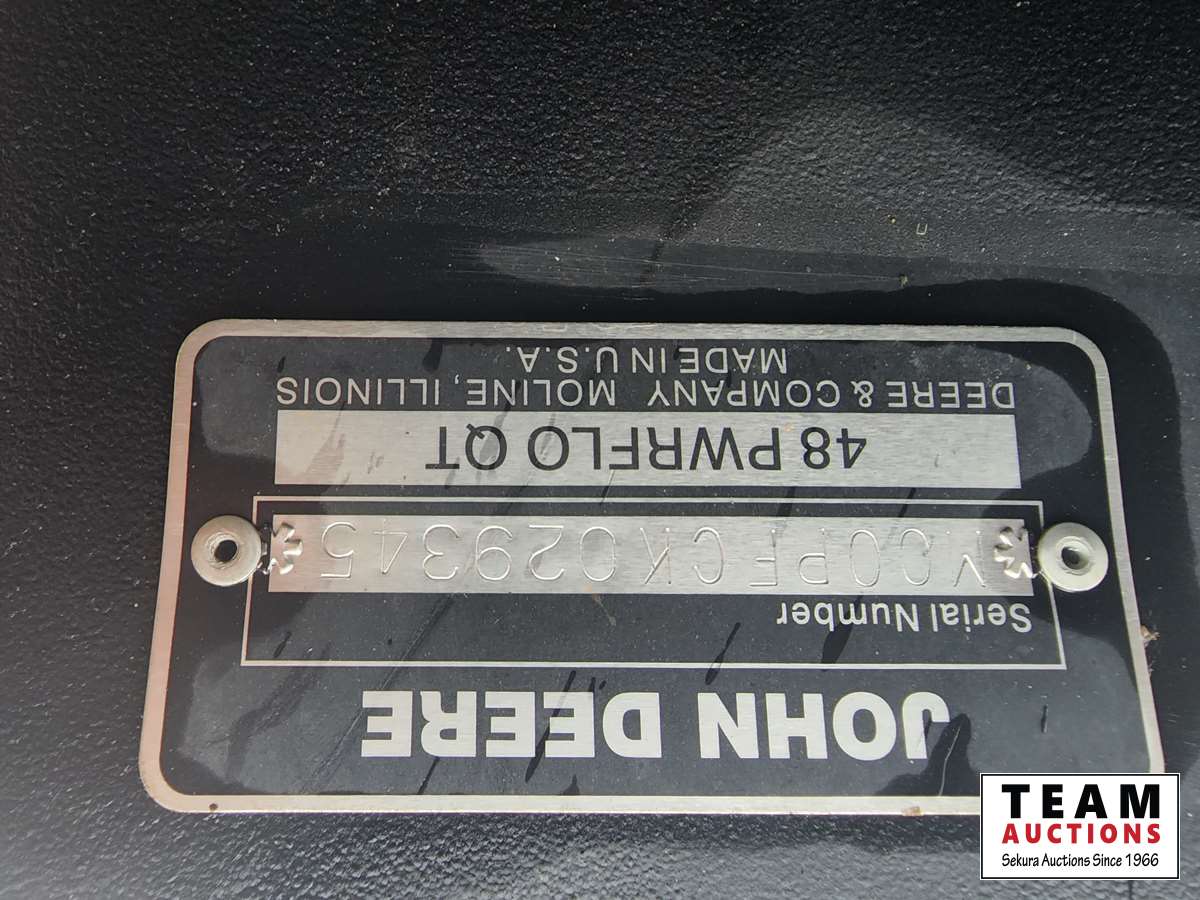 JOHN DEERE
Serial Number
M00PFCK029345
48 PWRFLO QT
DEERE & COMPANY MOLINE, ILLINOIS
MADE IN U.S.A.
TEAM
AUCTIONS
Sekura Auctions Since 1966